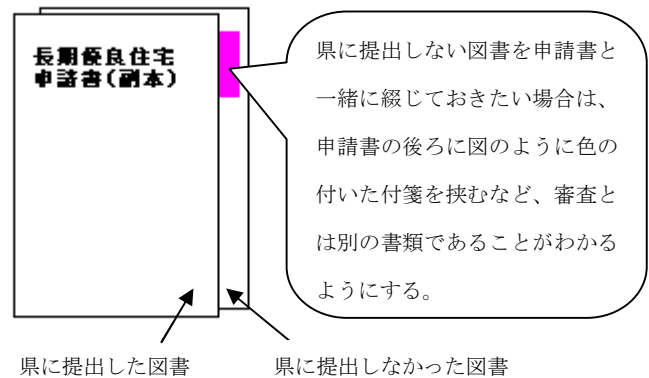 長期優良住宅
申請書(副本)
県に提出しない図書を申請書と
一緒に綴じておきたい場合は、
申請書の後ろに図のように色の
付いた付箋を挟むなど、審査と
は別の書類であることがわかる
ようにする。
県に提出した図書
県に提出しなかった図書